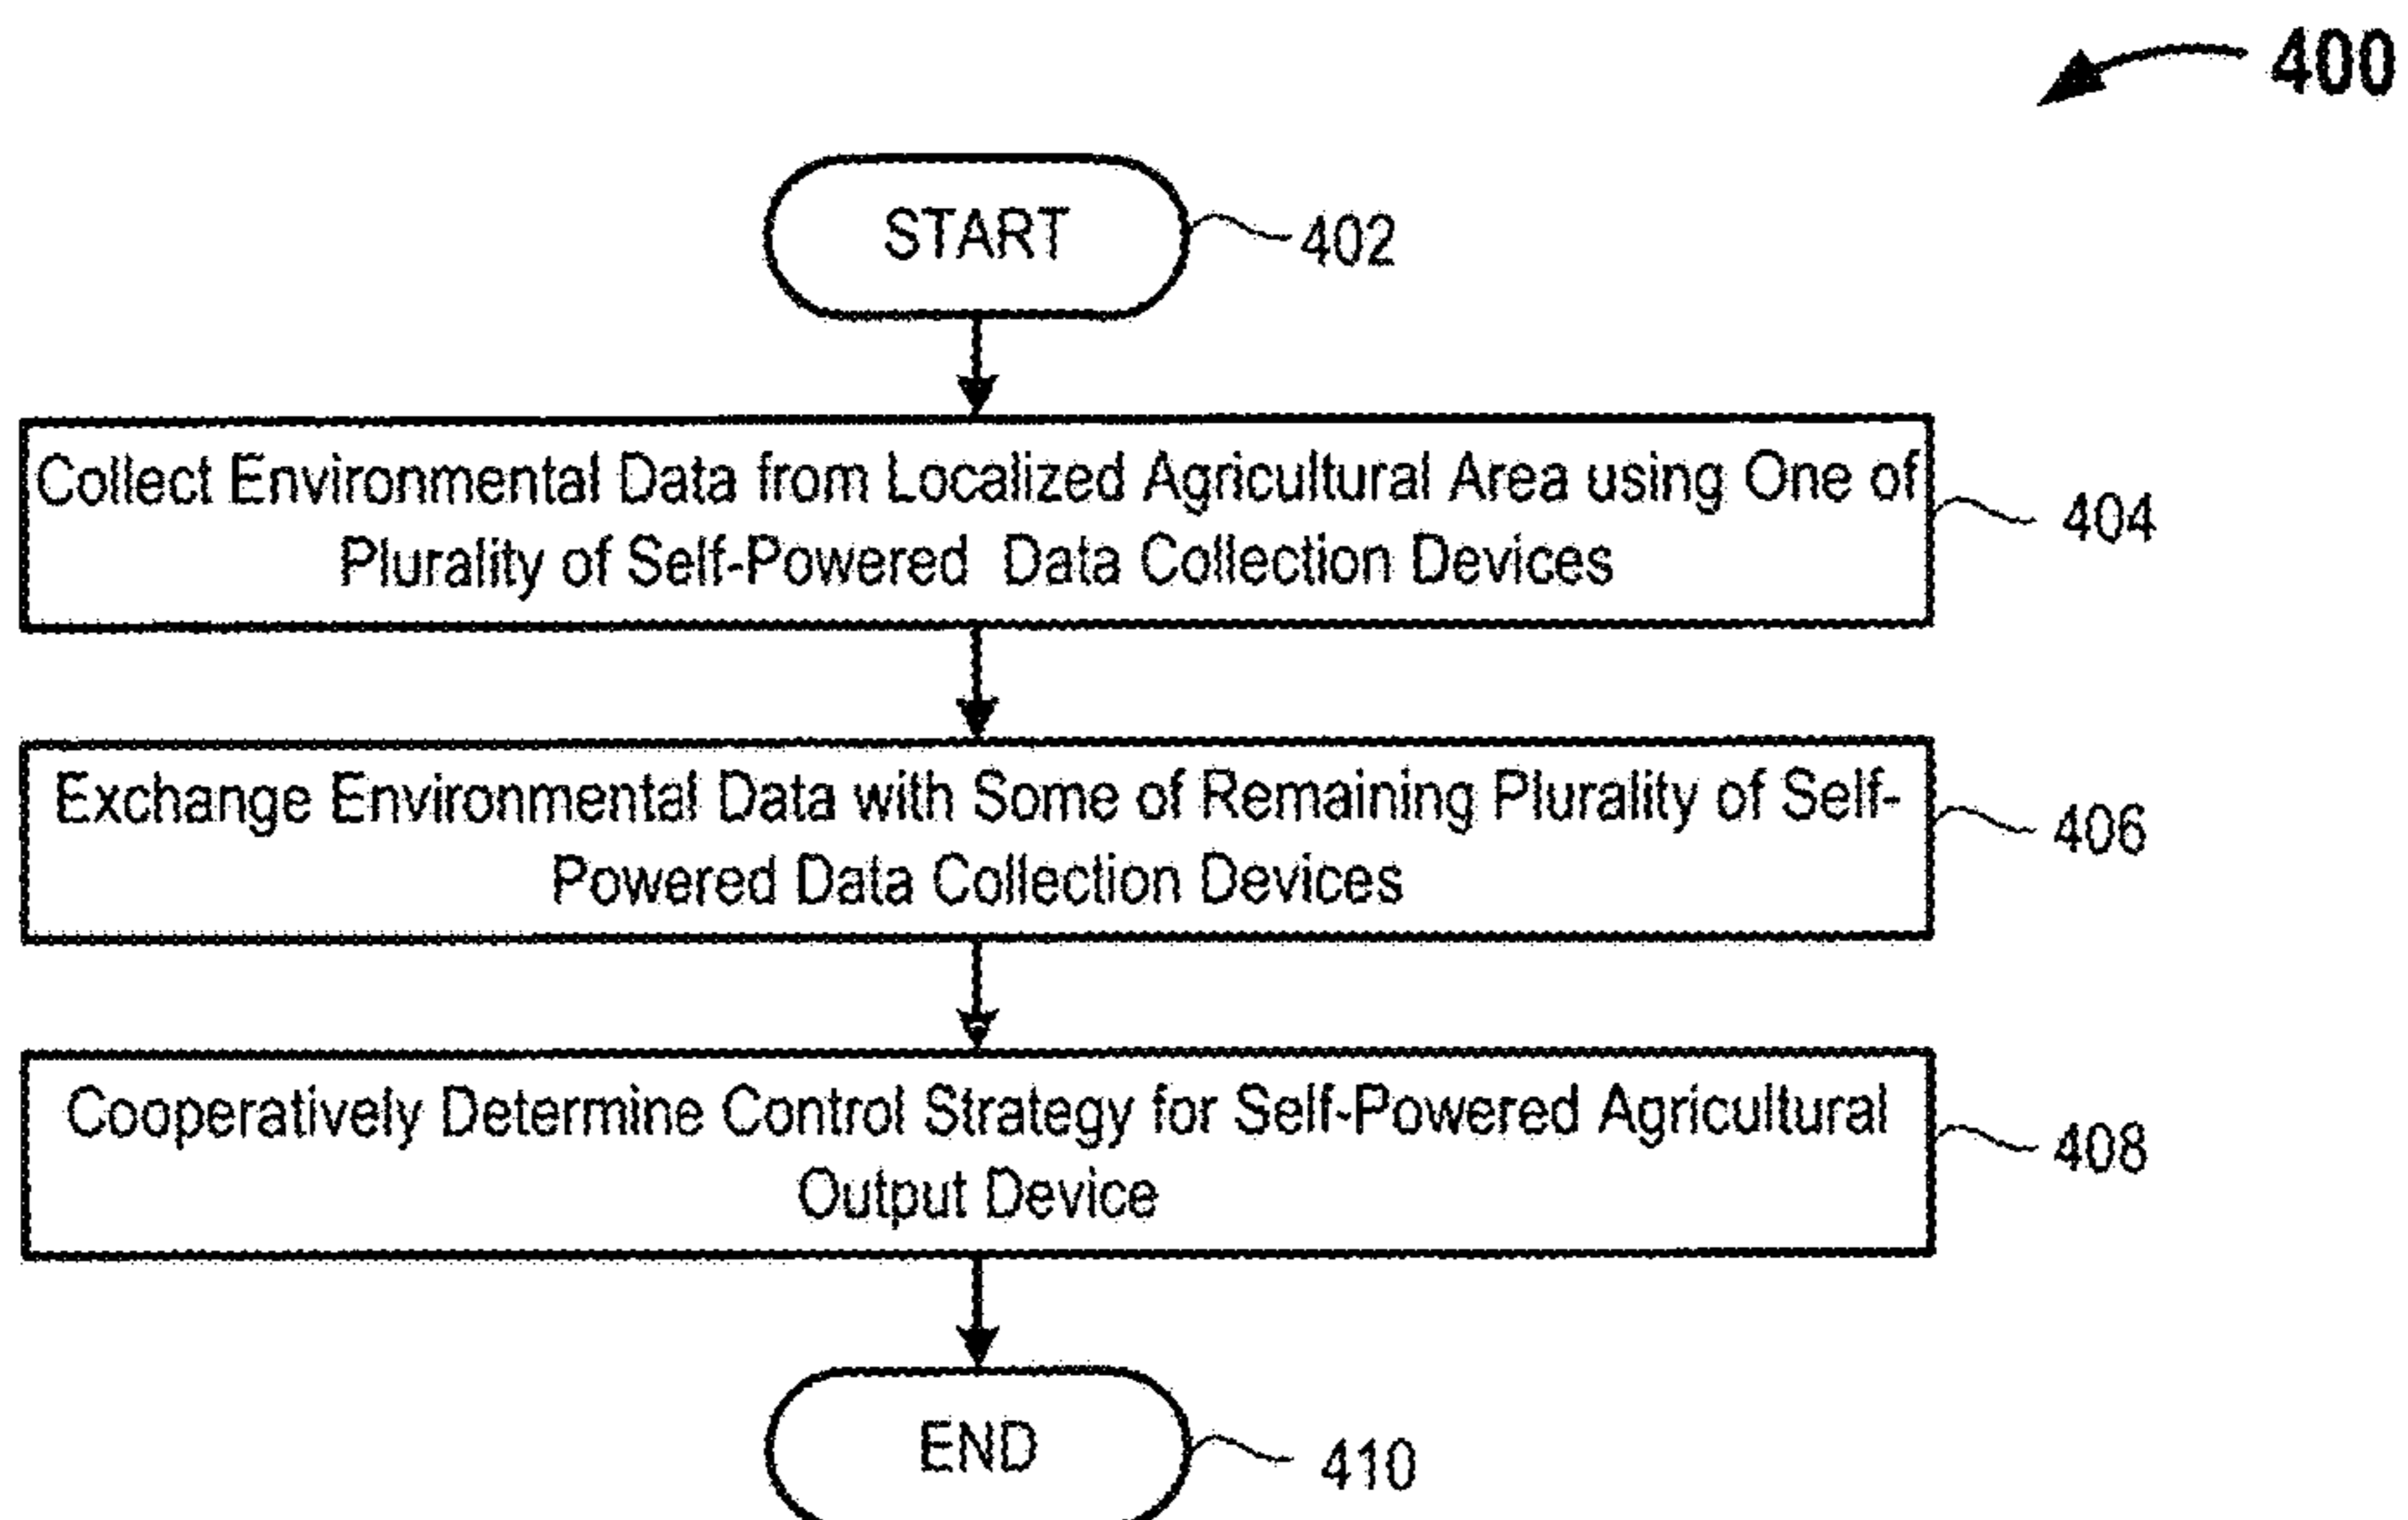 400
START
402
Collect Environmental Data from Localized Agricultural Area using One of
Plurality of Self-Powered Data Collection Devices
404
Exchange Environmental Data with Some of Remaining Plurality of Self-
Powered Data Collection Devices
406
Cooperatively Determine Control Strategy for Self-Powered Agricultural
Output Device
408
END
410